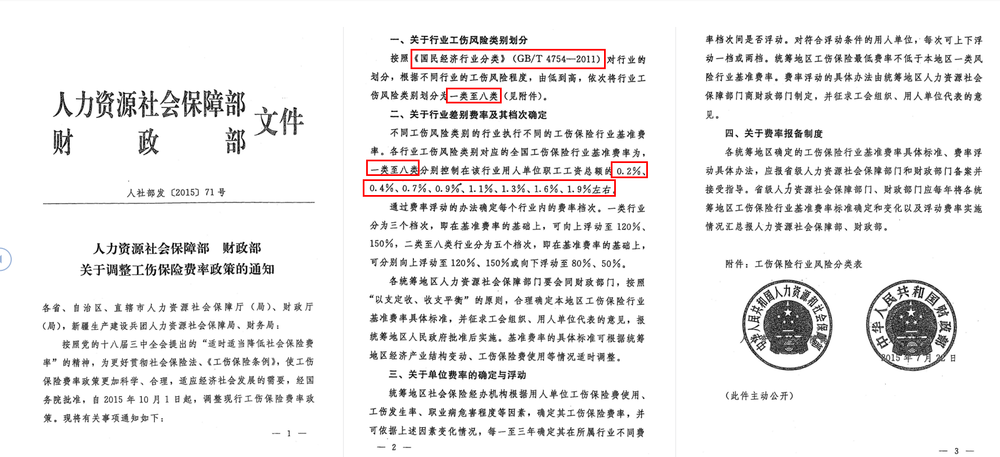 人力资源社会保障部
财政部
文件
人社部发〔2015〕71号
人力资源社会保障部 财政部
关于调整工伤保险费率政策的通知
各省、自治区、直辖市人力资源社会保障厅（局）、财政厅
（局），新疆生产建设兵团人力资源社会保障局、财务局：
按照党的十八届三中全会提出的“适时适当降低社会保险费
率”的精神，为更好贯彻社会保险法、《工伤保险条例》，使工伤
保险费率政策更加科学、合理，适应经济社会发展的需要，经国
务院批准，自2015年10月1日起，调整现行工伤保险费率政
策。现将有关事项通知如下：
— 1 —
一、关于行业工伤风险类别划分
按照《国民经济行业分类》（GB/T 4754—2011）对行业的
划分，根据不同行业的工伤风险程度，由低到高，依次将行业工
伤风险类别划分为一类至八类（见附件）。
二、关于行业差别费率及其档次确定
不同工伤风险类别的行业执行不同的工伤保险行业基准费
率。各行业工伤风险类别对应的全国工伤保险行业基准费率为，
一类至八类分别控制在该行业用人单位职工工资总额的0.2%、
0.4%、0.7%、0.9%、1.1%、1.3%、1.6%、1.9%左右。
通过费率浮动的办法确定每个行业内的费率档次。一类行业
分为三个档次，即在基准费率的基础上，可向上浮动至120%、
150%，二类至八类行业分为五个档次，即在基准费率的基础上，
可分别向上浮动至120%、150%或向下浮动至80%、50%。
各统筹地区人力资源社会保障部门要会同财政部门，按照
“以支定收、收支平衡”的原则，合理确定本地区工伤保险行业
基准费率具体标准，并征求工会组织、用人单位代表的意见，报
统筹地区人民政府批准后实施。基准费率的具体标准可根据统筹
地区经济产业结构变动、工伤保险费使用等情况适时调整。
三、关于单位费率的确定与浮动
统筹地区社会保险经办机构根据用人单位工伤保险费使用、
工伤发生率、职业病危害程度等因素，确定其工伤保险费率，并
可依据上述因素变化情况，每一至三年确定其在所属行业不同费
— 2 —
率档次间是否浮动。对符合浮动条件的用人单位，每次可上下浮
动一档或两档。统筹地区工伤保险最低费率不低于本地区一类风
险行业基准费率。费率浮动的具体办法由统筹地区人力资源社会
保障部门商财政部门制定，并征求工会组织、用人单位代表的意
见。
四、关于费率报备制度
各统筹地区确定的工伤保险行业基准费率具体标准、费率浮
动具体办法，应报省级人力资源社会保障部门和财政部门备案并
接受指导。省级人力资源社会保障部门、财政部门应每年将各统
筹地区工伤保险行业基准费率标准确定和变化以及浮动费率实施
情况汇总报人力资源社会保障部、财政部。
附件：工伤保险行业风险分类表
中华人民共和国人力资源和社会保障部
中华人民共和国财政部
2015年7月22日
（此件主动公开）
— 3 —